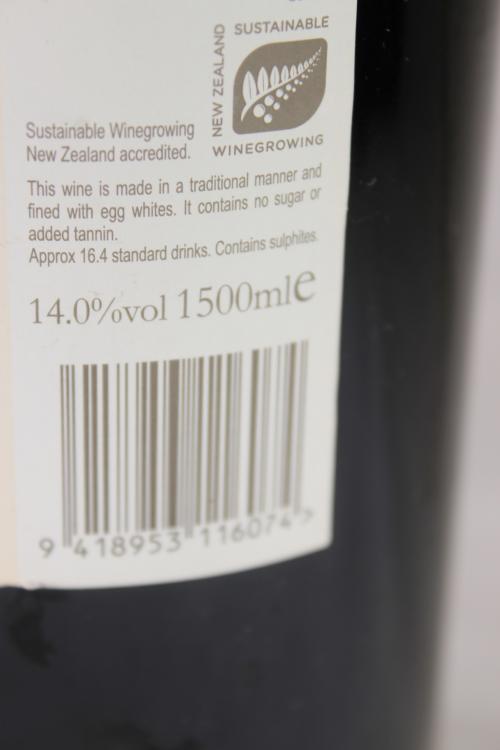 SUSTAINABLE
NEW ZEALAND
WINEGROWING
Sustainable Winegrowing
New Zealand accredited.
This wine is made in a traditional manner and
fined with egg whites. It contains no sugar or
added tannin.
Approx 16.4 standard drinks. Contains sulphites.
14.0%vol 1500mle
9 418953 116074 >